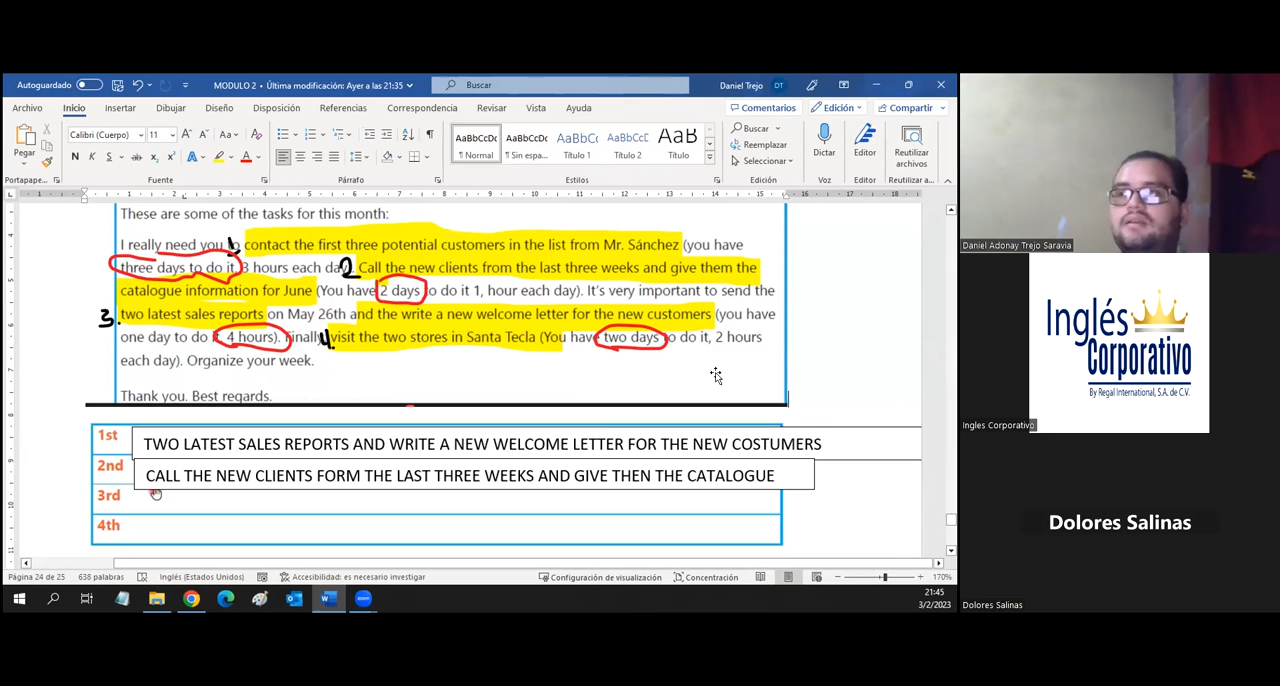 Autoguardado
MODULO 2 • Última modificación: Ayer a las 21:35
Buscar
Daniel Trejo
DT
Archivo Inicio Insertar Dibujar Diseño Disposición Referencias Correspondencia Revisar Vista Ayuda
Comentarios Edición Compartir
Pegar
Calibri (Cuerpo) 11
N K S
AaBbCcDc AaBbCcDc AaBbCc AaBbCcD AaB
¶ Normal ¶ Sin espa... Título 1 Título 2 Título
Buscar
Reemplazar
Seleccionar
Dictar
Editor
Reutilizar archivos
Portapape... Fuente Párrafo Estilos Edición Voz Editor Reutilizar a...
These are some of the tasks for this month:
I really need you to contact the first three potential customers in the list from Mr. Sánchez (you have
three days to do it, 3 hours each day 2 Call the new clients from the last three weeks and give them the
catalogue information for June (You have 2 days to do it 1, hour each day). It's very important to send the
3. two latest sales reports on May 26th and the write a new welcome letter for the new customers (you have
one day to do it, 4 hours). Finally 4 visit the two stores in Santa Tecla (You have two days to do it, 2 hours
each day). Organize your week.
Thank you. Best regards.
1st TWO LATEST SALES REPORTS AND WRITE A NEW WELCOME LETTER FOR THE NEW COSTUMERS
2nd CALL THE NEW CLIENTS FORM THE LAST THREE WEEKS AND GIVE THEN THE CATALOGUE
3rd
4th
Página 24 de 25 638 palabras Inglés (Estados Unidos) Accesibilidad: es necesario investigar Configuración de visualización Concentración 170%
21:45
3/2/2023
Daniel Adonay Trejo Saravia
Inglés
Corporativo
By Regal International, S.A. de C.V.
Ingles Corporativo
Dolores Salinas
Dolores Salinas